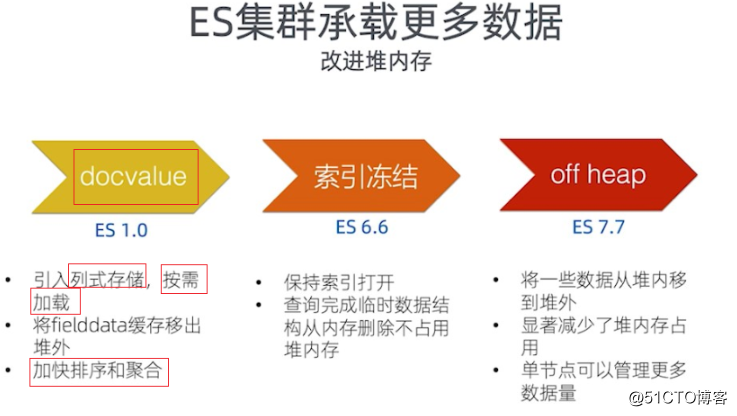 ES集群承载更多数据
改进堆内存
docvalue
索引冻结
off heap
ES 1.0
ES 6.6
ES 7.7
• 引入列式存储，按需
加载
• 将fielddata缓存移出
堆外
• 加快排序和聚合
• 保持索引打开
• 查询完成临时数据结
构从内存删除不占用
堆内存
• 将一些数据从堆内移
到堆外
• 显著减少了堆内存占
用
• 单节点可以管理更多
数据量
@51CTO博客